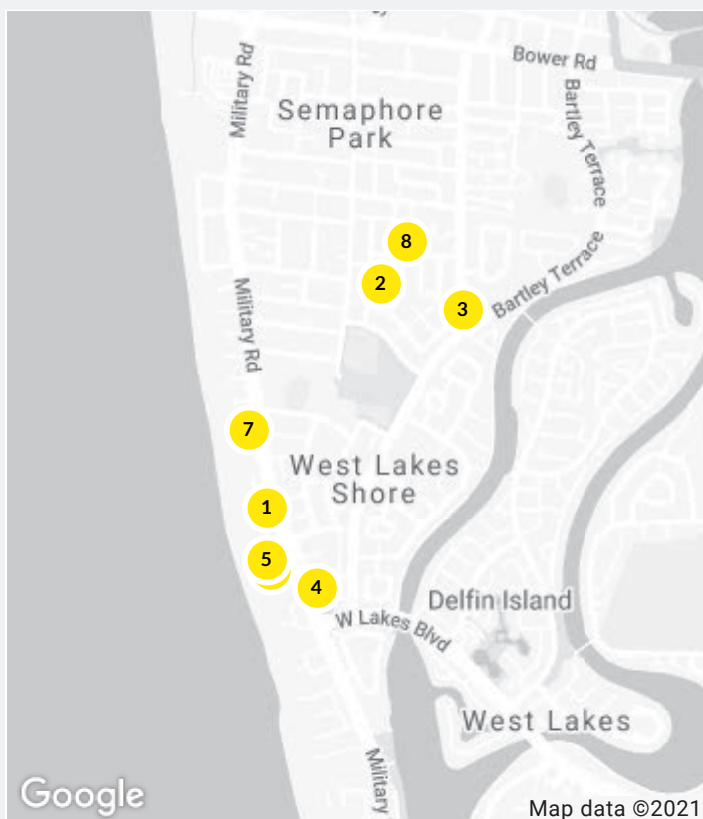 Military Rd
Bower Rd
Semaphore
Park
Bartley Terrace
8
2
3
Bartley Terrace
Military Rd
7
West Lakes
Shore
1
5
4
Delfin Island
W Lakes Blvd
West Lakes
Military
Google
Map data ©2021